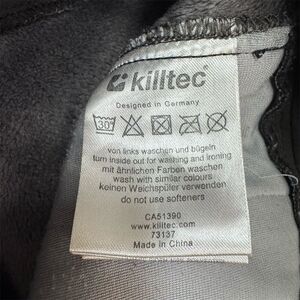 killtec
Designed in Germany
30
von links waschen und bügeln
turn inside out for washing and ironing
mit ähnlichen Farben waschen
wash with similar colours
keinen Weichspüler verwenden
do not use softeners
CA51390
www.killtec.com
73137
Made in China